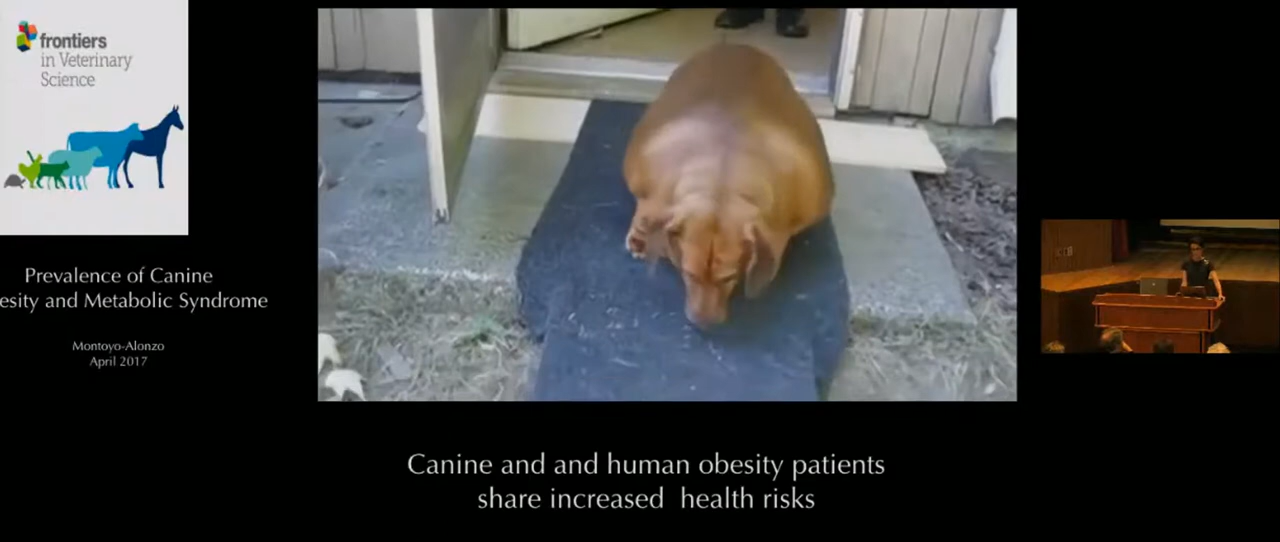 frontiers
in Veterinary
Science
Prevalence of Canine
esity and Metabolic Syndrome
Montoyo-Alonzo
April 2017
Canine and and human obesity patients
share increased  health risks